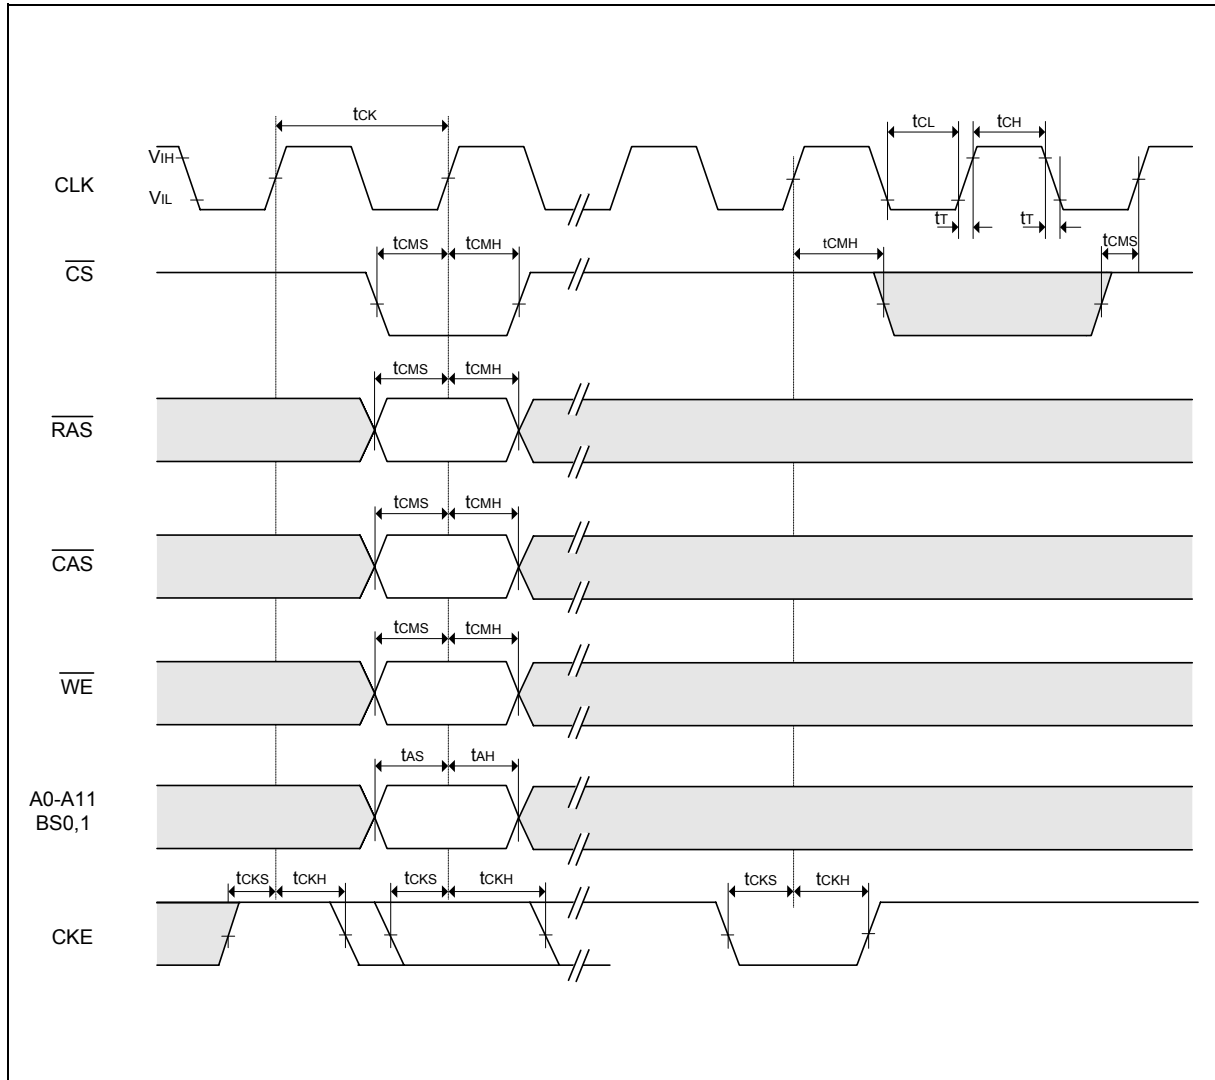 tCK
tCL
tCH
VIH
CLK
VIL
tT
tT
tCMS
tCMH
tCMH
tCMS
CS
tCMS
tCMH
RAS
tCMS
tCMH
CAS
tCMS
tCMH
WE
tAS
tAH
A0-A11
BS0,1
tCKS
tCKH
tCKS
tCKH
tCKS
tCKH
CKE